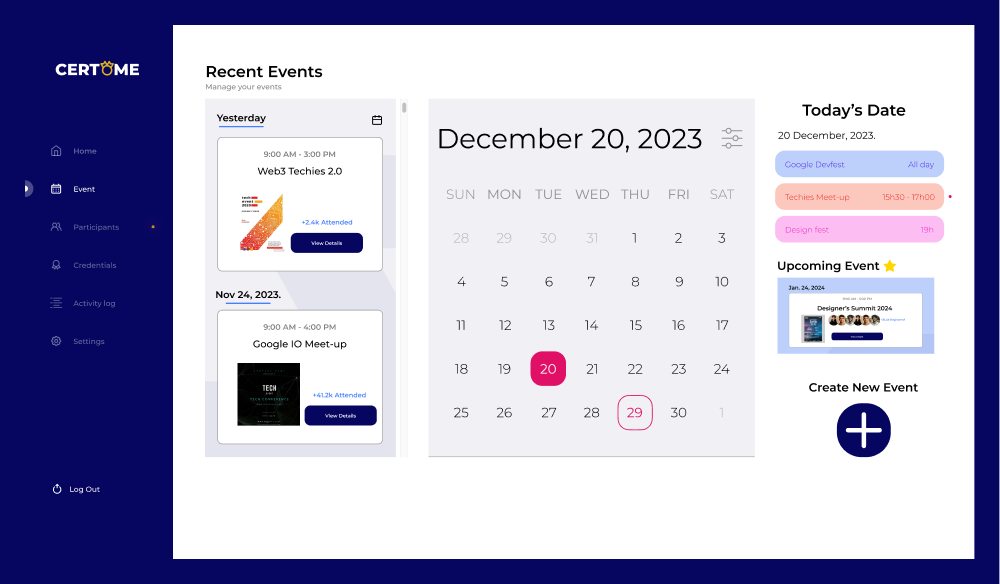 CERTOME
Home
Event
Participants
Credentials
Activity log
Settings
Log Out
Recent Events
Manage your events
Yesterday
9:00 AM - 3:00 PM
Web3 Techies 2.0
tech
event
2023
+2.4k Attended
View Details
Nov 24, 2023.
9:00 AM - 4:00 PM
Google IO Meet-up
TECH
TECH CONFERENCE
+41.2k Attended
View Details
December 20, 2023
SUN MON TUE WED THU FRI SAT
28 29 30 31 1 2 3
4 5 6 7 8 9 10
11 12 13 14 15 16 17
18 19 20 21 22 23 24
25 26 27 28 29 30 1
Today's Date
20 December, 2023.
Google Devfest All day
Techies Meet-up 15h30 - 17h00
Design fest 19h
Upcoming Event
Jan, 24, 2024
Designer's Summit 2024
Create New Event